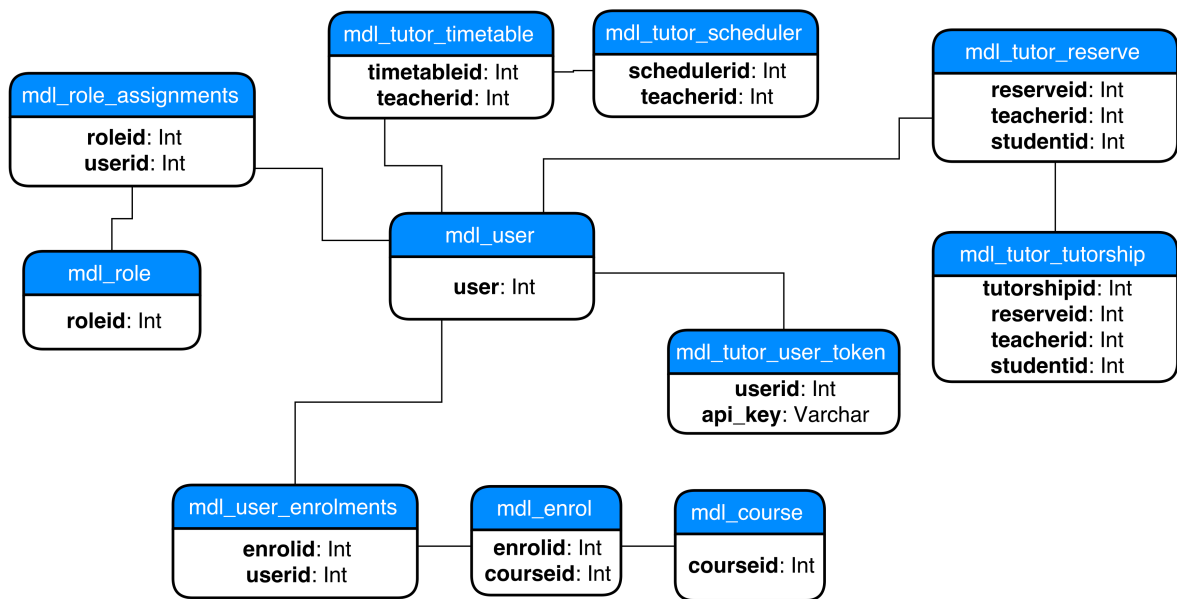 mdl_tutor_timetable
timetableid: Int
teacherid: Int
mdl_tutor_scheduler
schedulerid: Int
teacherid: Int
mdl_tutor_reserve
reserveid: Int
teacherid: Int
studentid: Int
mdl_role_assignments
roleid: Int
userid: Int
mdl_user
user: Int
mdl_role
roleid: Int
mdl_tutor_tutorship
tutorshipid: Int
reserveid: Int
teacherid: Int
studentid: Int
mdl_tutor_user_token
userid: Int
api_key: Varchar
mdl_user_enrolments
enrolid: Int
userid: Int
mdl_enrol
enrolid: Int
courseid: Int
mdl_course
courseid: Int